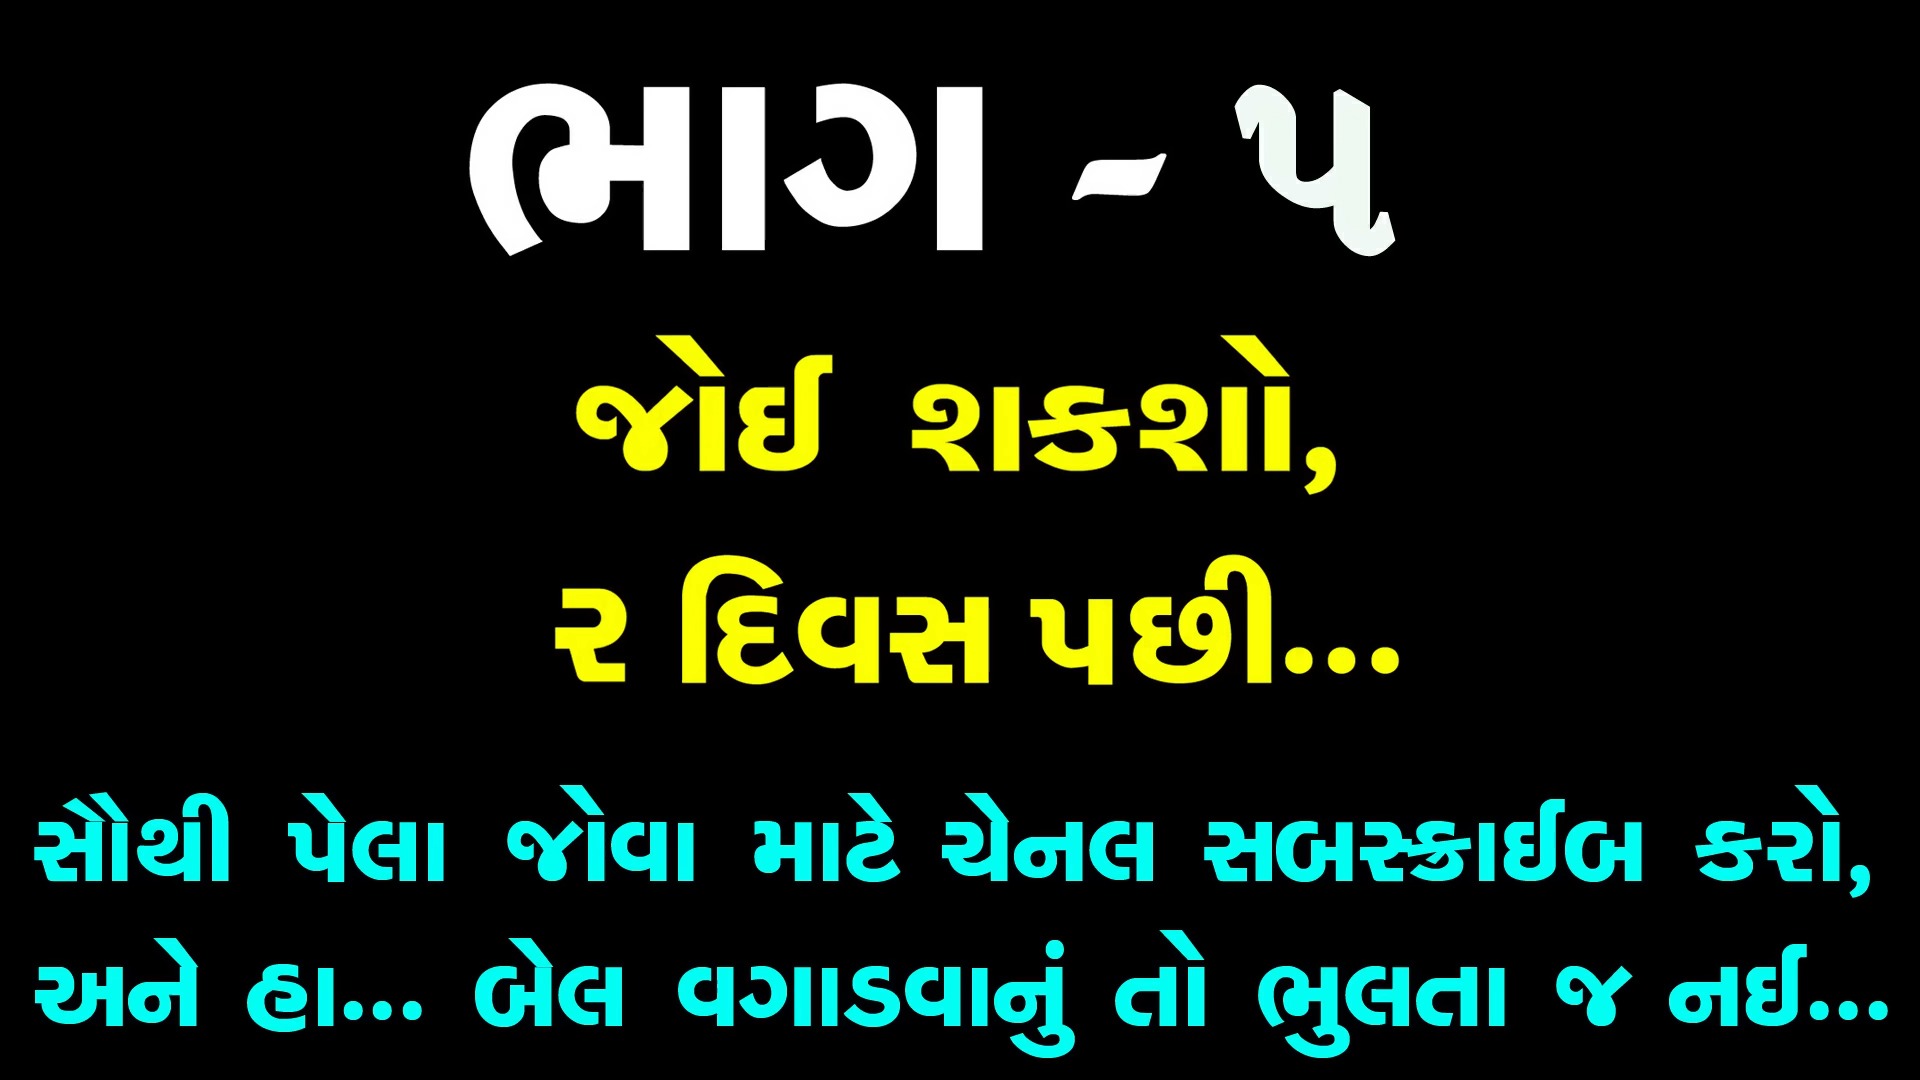 ભાગ - ૫
જોઈ શકશો,
૨ દિવસ પછી...
સૌથી પેલા જોવા માટે ચેનલ સબસ્ક્રાઈબ કરો,
અને હા... બેલ વગાડવાનું તો ભુલતા જ નઈ...